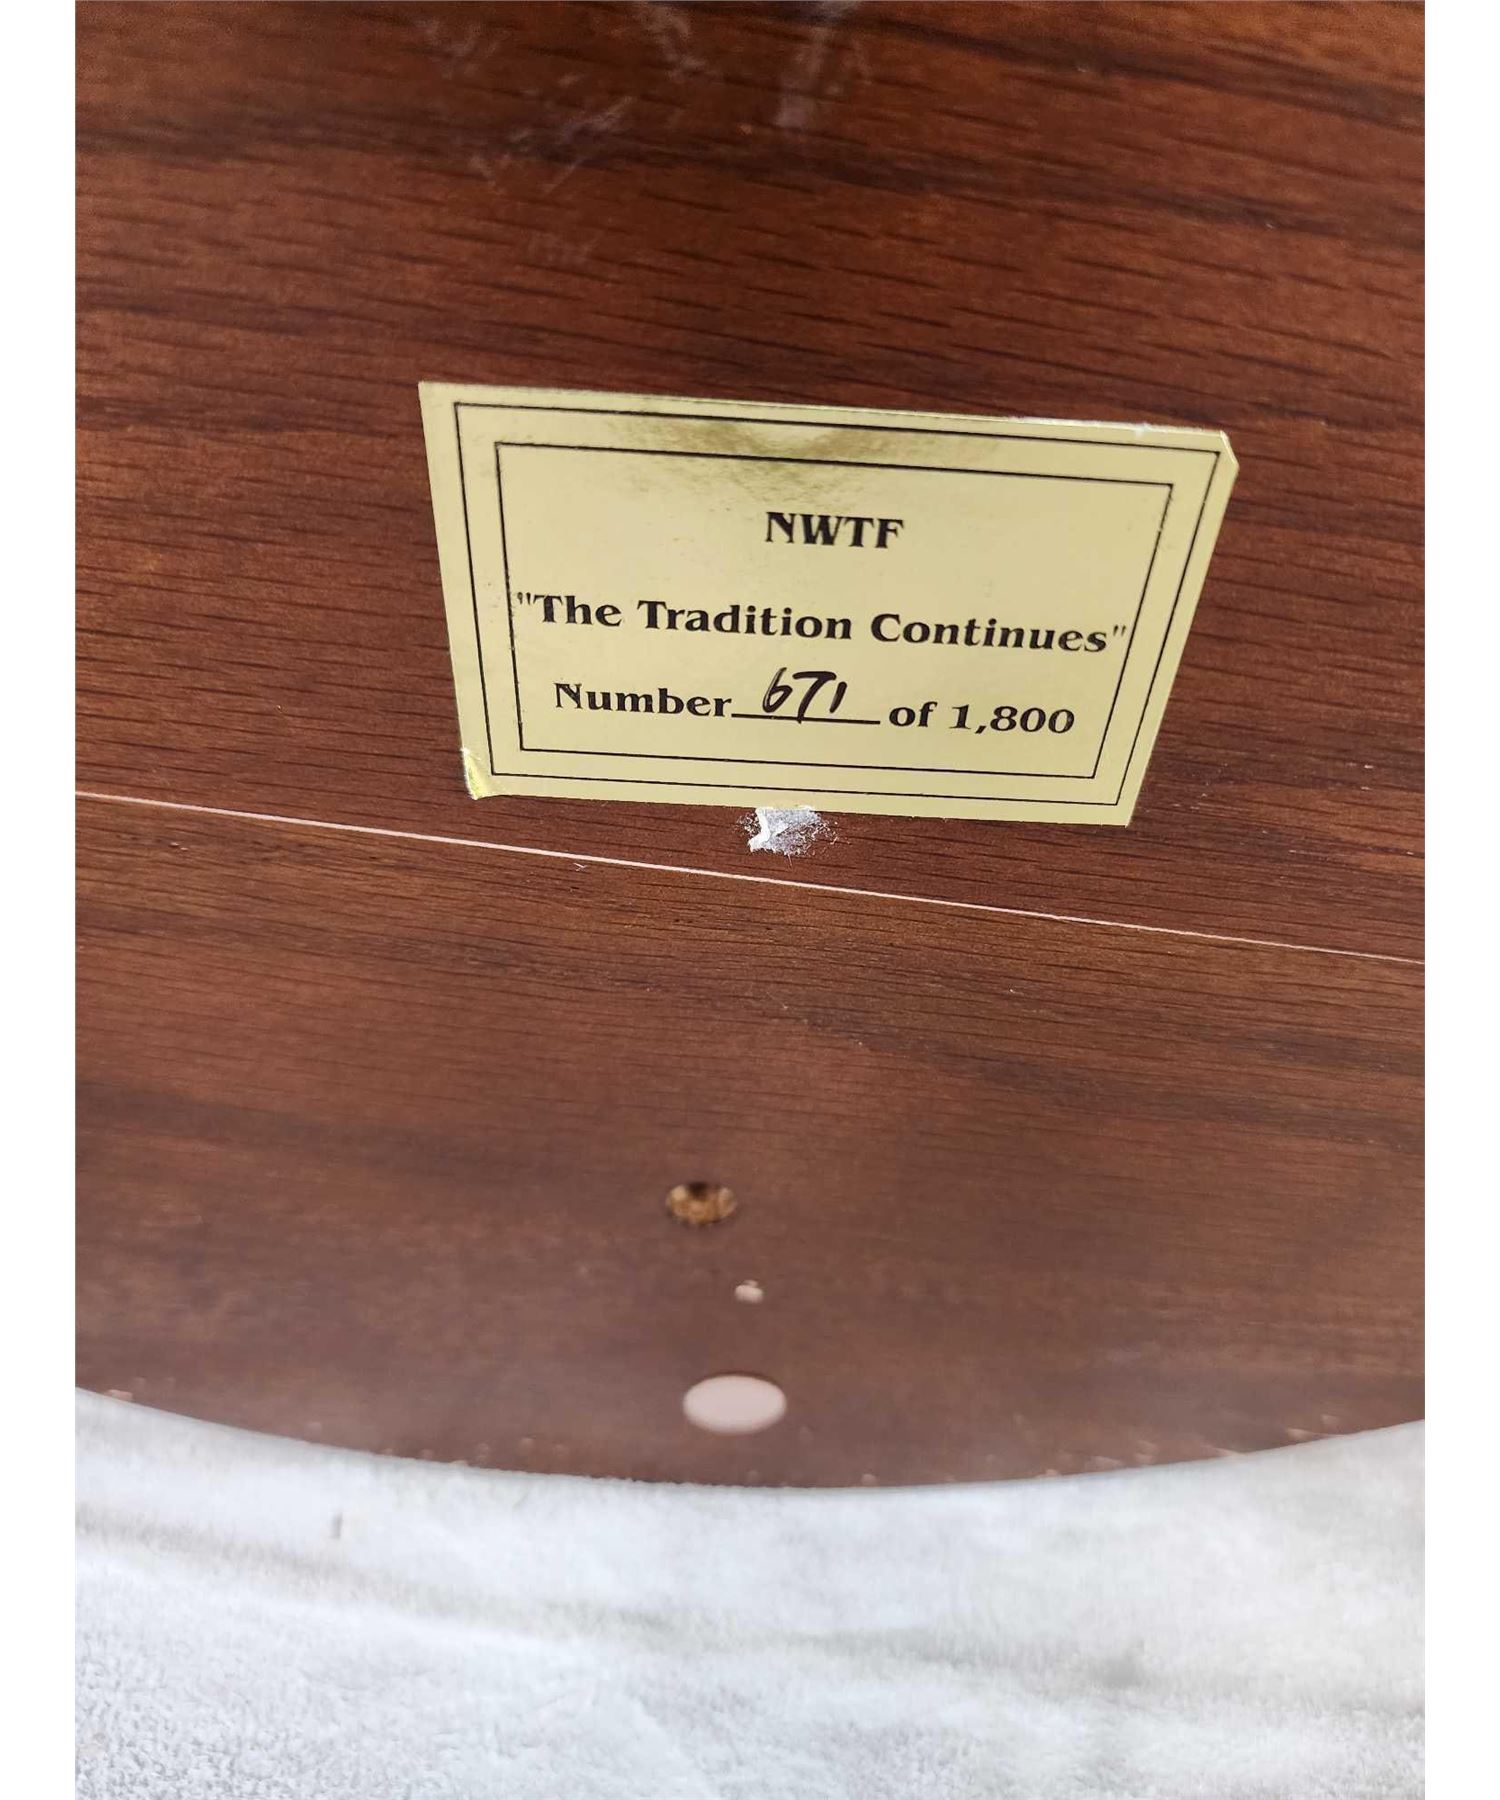 NWTF
"The Tradition Continues"
Number 671 of 1,800